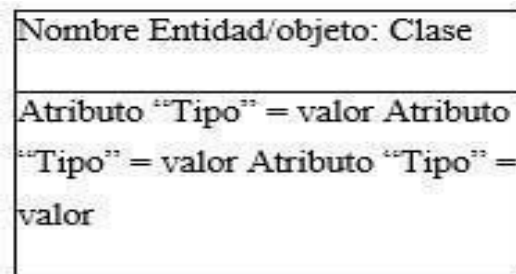 Nombre Entidad/objeto: Clase
Atributo “Tipo” = valor Atributo
“Tipo” = valor Atributo “Tipo” =
valor